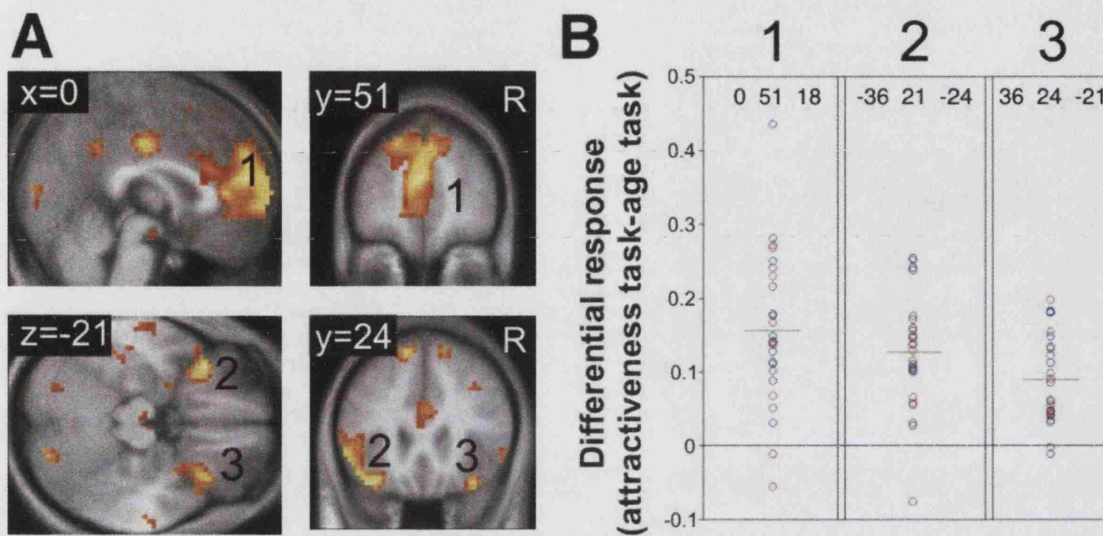 A
x=0
1
y=51
R
1
z=-21
2
3
y=24
R
2
3
B
1 2 3
Differential response
(attractiveness task-age task)
0.5
0.4
0.3
0.2
0.1
0
-0.1
0 51 18
-36 21 -24
36 24 -21